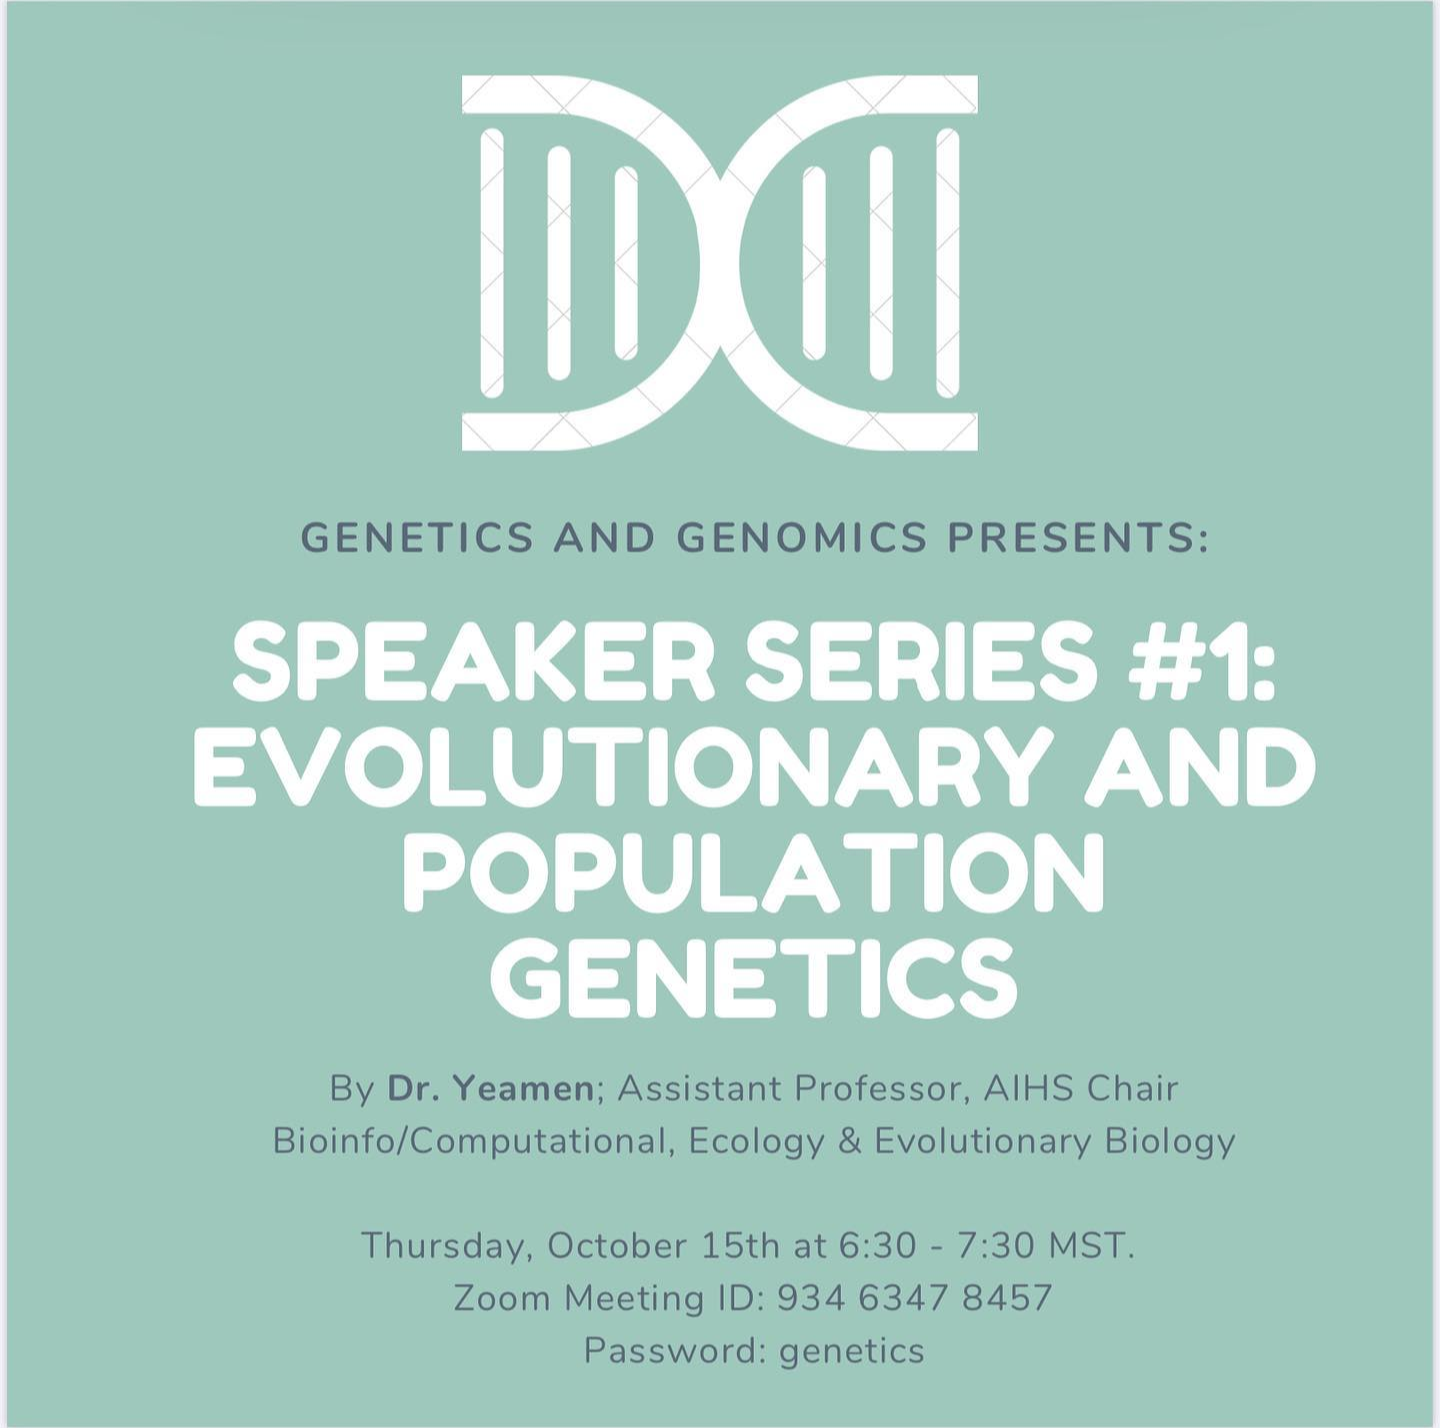 GENETICS AND GENOMICS PRESENTS:
SPEAKER SERIES #1:
EVOLUTIONARY AND
POPULATION
GENETICS
By Dr. Yeamen; Assistant Professor, AIHS Chair
Bioinfo/Computational, Ecology & Evolutionary Biology
Thursday, October 15th at 6:30 - 7:30 MST.
Zoom Meeting ID: 934 6347 8457
Password: genetics